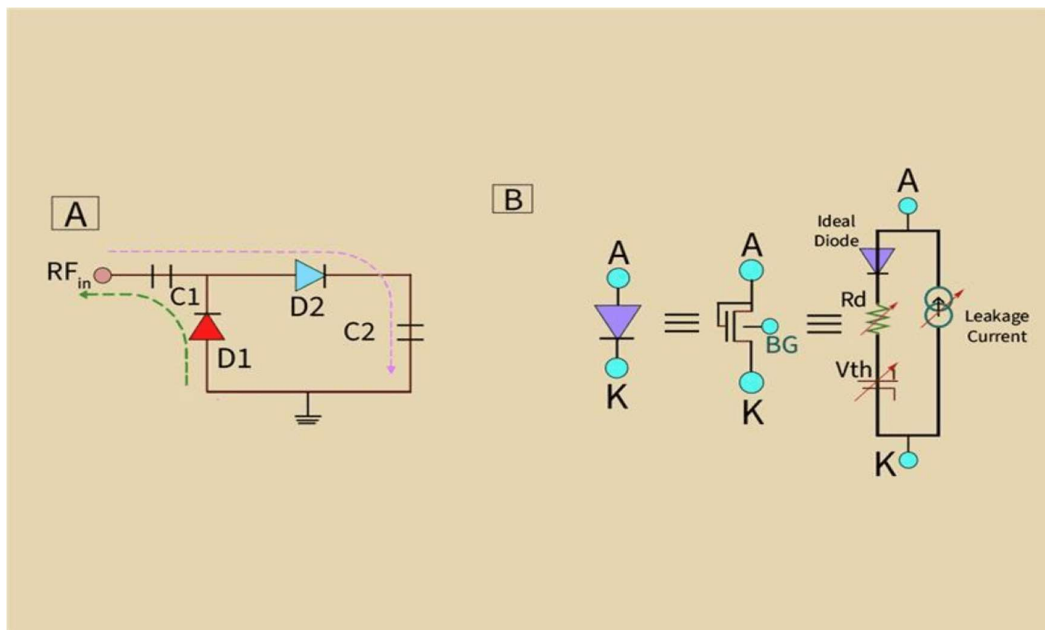 A
RFin
C1
D1
D2
C2
B
A
K
A
BG
K
A
Ideal
Diode
Rd
Vth
Leakage
Current
K